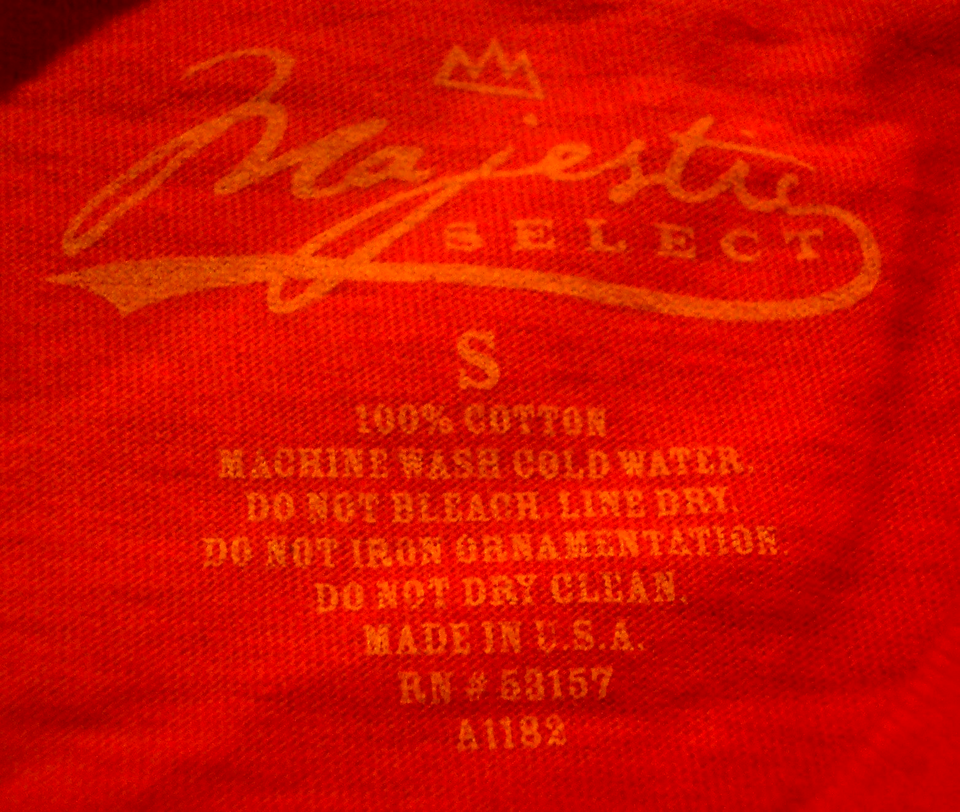 Majestic
SELECT
S
100% COTTON
MACHINE WASH COLD WATER.
DO NOT BLEACH. LINE DRY.
DO NOT IRON ORNAMENTATION.
DO NOT DRY CLEAN.
MADE IN U.S.A.
RN # 53157
A1182